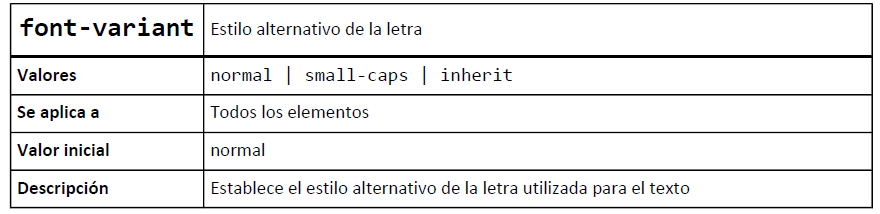 font-variant Estilo alternativo de la letra
Valores normal | small-caps | inherit
Se aplica a Todos los elementos
Valor inicial normal
Descripción Establece el estilo alternativo de la letra utilizada para el texto